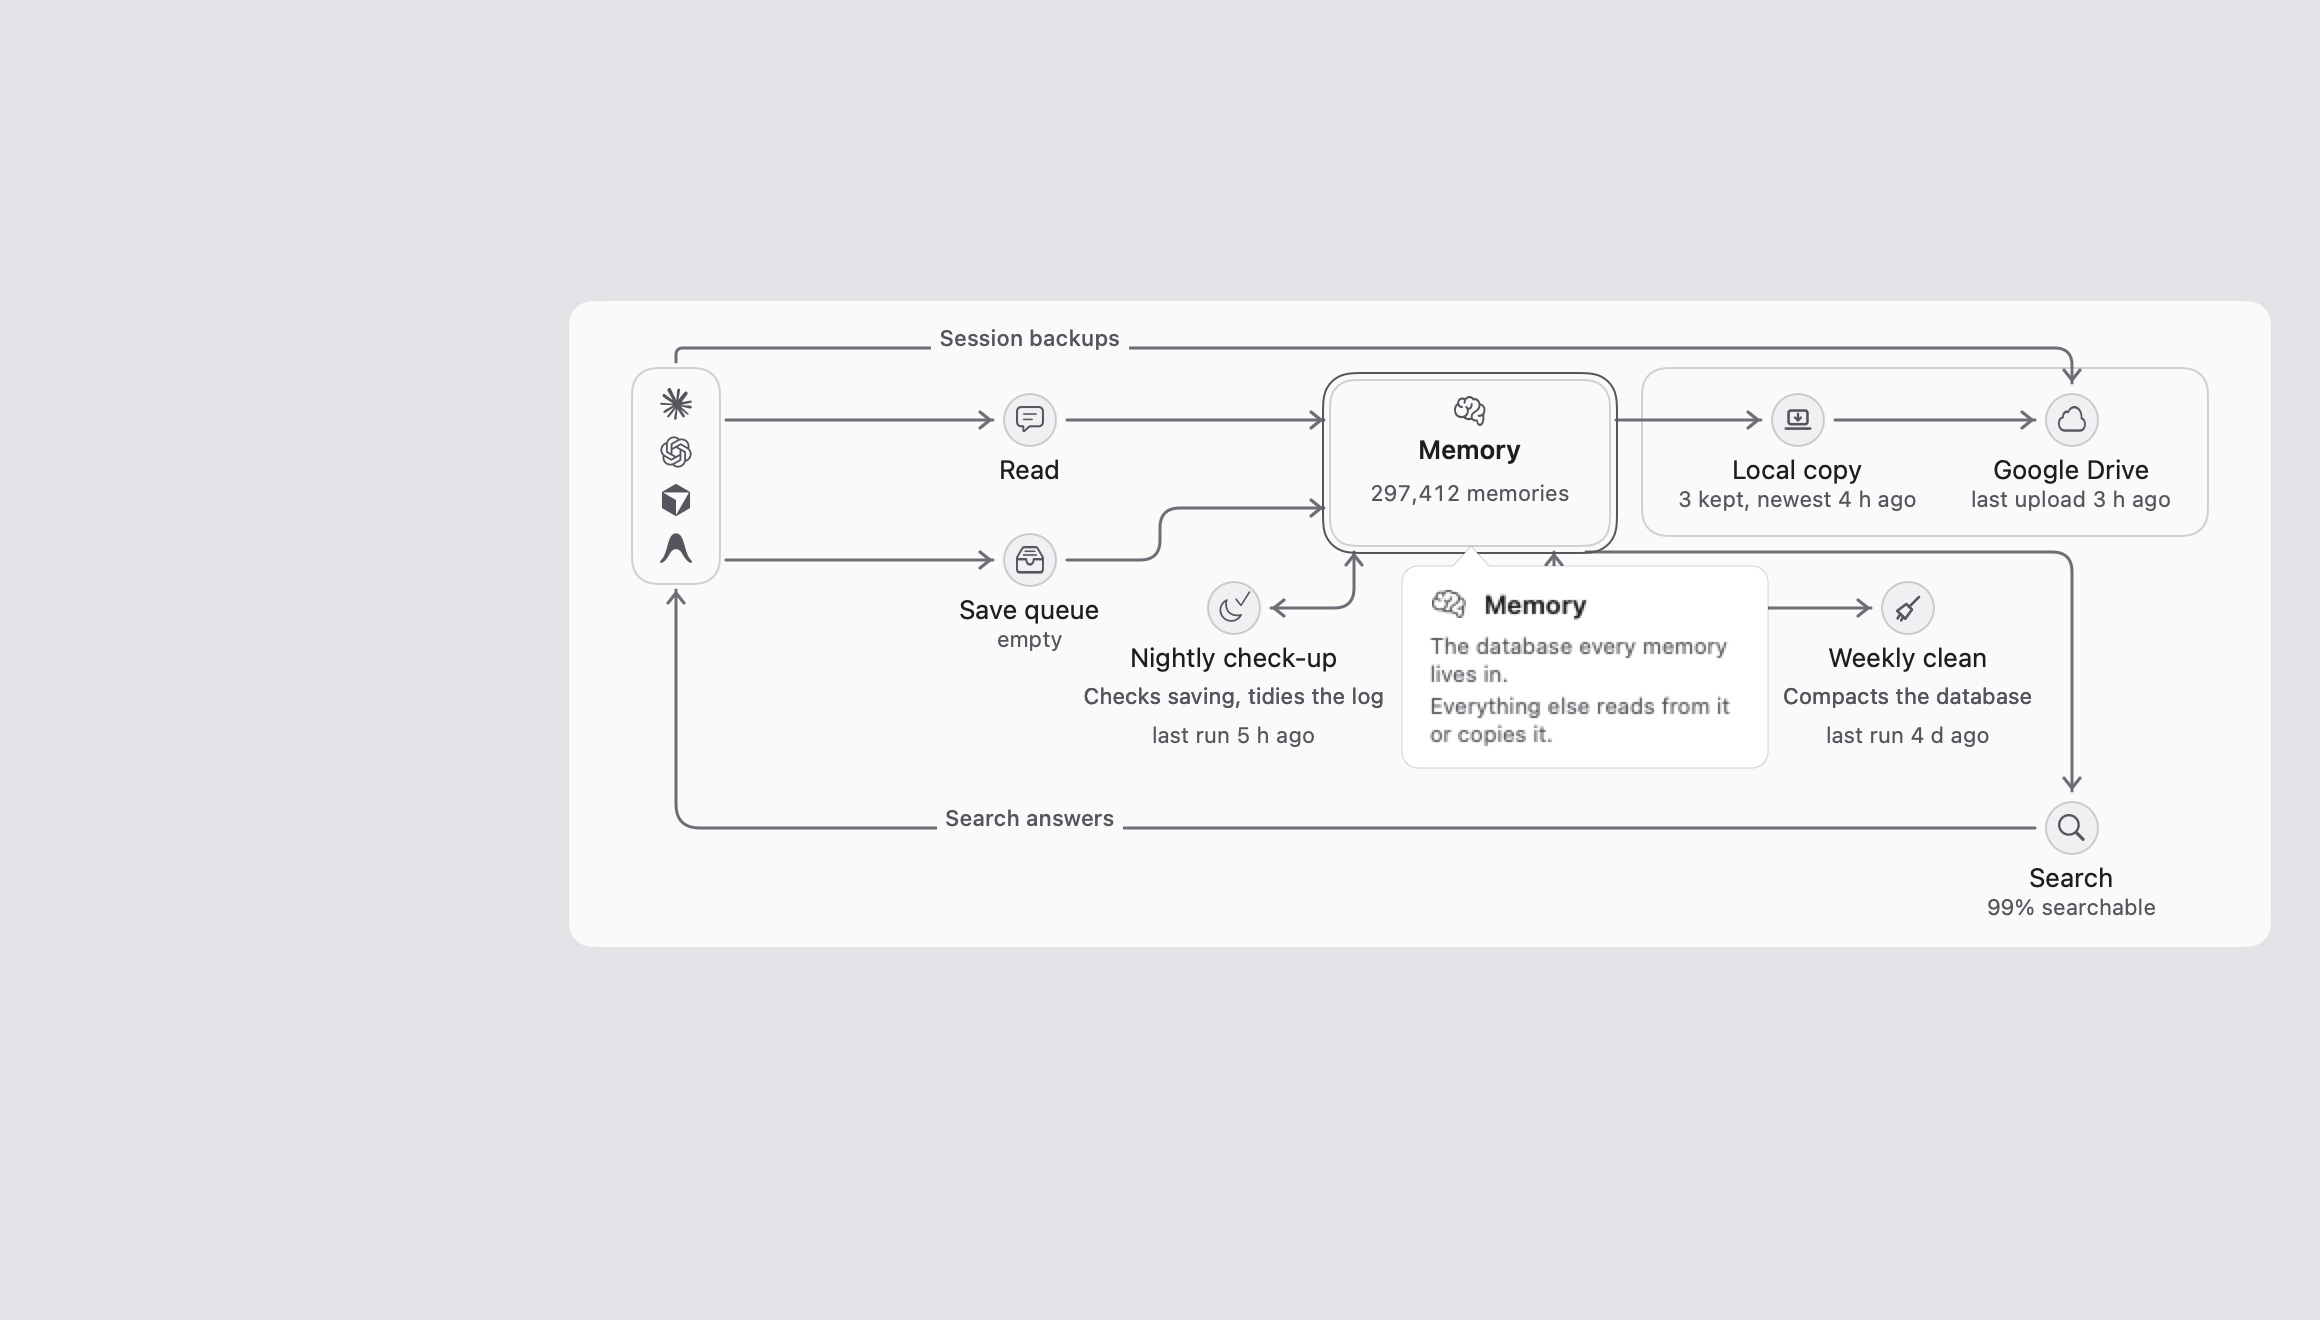 Session backups
Read
Memory
297,412 memories
Local copy
3 kept, newest 4 h ago
Google Drive
last upload 3 h ago
Save queue
empty
Nightly check-up
Checks saving, tidies the log
last run 5 h ago
Memory
The database every memory
lives in.
Everything else reads from it
or copies it.
Weekly clean
Compacts the database
last run 4 d ago
Search answers
Search
99% searchable